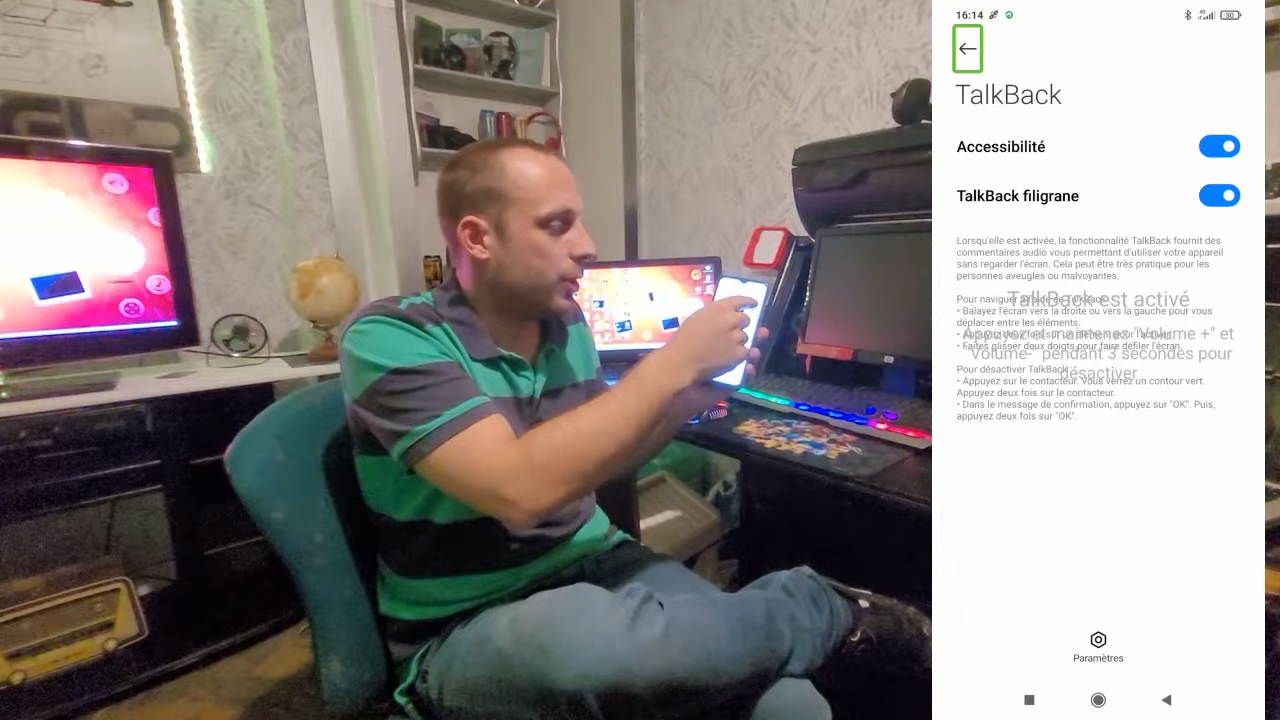 16:14
4G
30
TalkBack
Accessibilité
TalkBack filigrane
Lorsqu'elle est activée, la fonctionnalité TalkBack fournit des
commentaires audio vous permettant d'utiliser votre appareil
sans regarder l'écran. Cela peut être très pratique pour les
personnes aveugles ou malvoyantes.
TalkBack est activé
Pour naviguer
• Balayez l'écran vers la droite ou vers la gauche pour vous
déplacer entre les éléments.
Appuyez et maintenez "Volume +" et
• Faites glisser deux doigts pour faire défiler l'écran.
"Volume-" pendant 3 secondes pour
Pour désactiver TalkBack
désactiver
• Appuyez sur le contacteur. Vous verrez un contour vert.
Appuyez deux fois sur le contacteur.
• Dans le message de confirmation, appuyez sur "OK". Puis,
appuyez deux fois sur "OK".
Paramètres